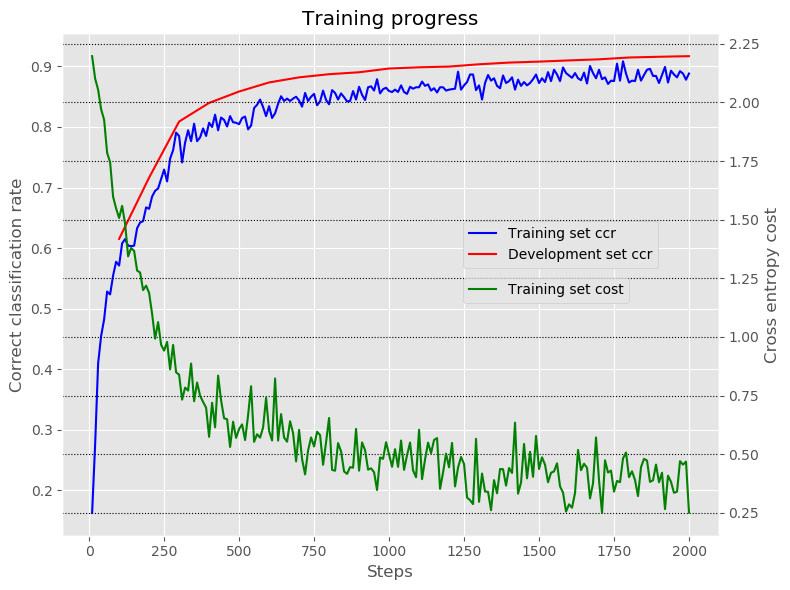 Training progress
Correct classification rate
0.9
0.8
0.7
0.6
0.5
0.4
0.3
0.2
2.25
2.00
1.75
1.50
1.25
1.00
0.75
0.50
0.25
Cross entropy cost
Training set ccr
Development set ccr
Training set cost
0 250 500 750 1000 1250 1500 1750 2000
Steps